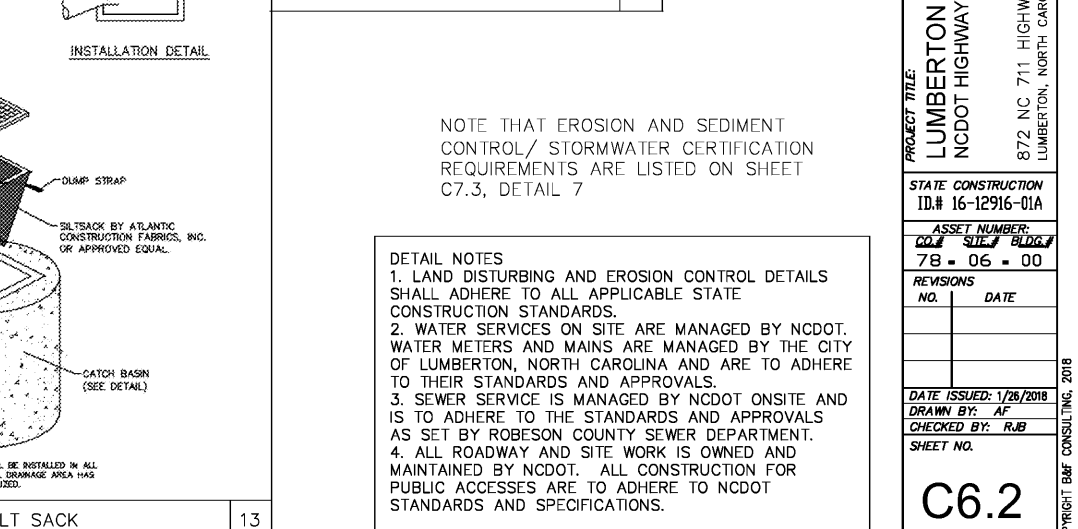 INSTALLATION DETAIL
DUMP STRAP
SILTSACK BY ATLANTIC
CONSTRUCTION FABRICS, INC.
OR APPROVED EQUAL.
CATCH BASIN
(SEE DETAIL)
BE INSTALLED IN ALL
DRAINAGE AREA HAS
LT SACK
13
NOTE THAT EROSION AND SEDIMENT
CONTROL/ STORMWATER CERTIFICATION
REQUIREMENTS ARE LISTED ON SHEET
C7.3, DETAIL 7
DETAIL NOTES
1. LAND DISTURBING AND EROSION CONTROL DETAILS
SHALL ADHERE TO ALL APPLICABLE STATE
CONSTRUCTION STANDARDS.
2. WATER SERVICES ON SITE ARE MANAGED BY NCDOT.
WATER METERS AND MAINS ARE MANAGED BY THE CITY
OF LUMBERTON, NORTH CAROLINA AND ARE TO ADHERE
TO THEIR STANDARDS AND APPROVALS.
3. SEWER SERVICE IS MANAGED BY NCDOT ONSITE AND
IS TO ADHERE TO THE STANDARDS AND APPROVALS
AS SET BY ROBESON COUNTY SEWER DEPARTMENT.
4. ALL ROADWAY AND SITE WORK IS OWNED AND
MAINTAINED BY NCDOT. ALL CONSTRUCTION FOR
PUBLIC ACCESSES ARE TO ADHERE TO NCDOT
STANDARDS AND SPECIFICATIONS.
PROJECT TITLE:
LUMBERTON
NCDOT HIGHWAY
872 NC 711 HIGHW
LUMBERTON, NORTH CARO
STATE CONSTRUCTION
ID.# 16-12916-01A
ASSET NUMBER:
CO.# SITE.# BLDG.#
78 - 06 - 00
REVISIONS
NO. DATE
DATE ISSUED: 1/26/2018
DRAWN BY: AF
CHECKED BY: RJB
SHEET NO.
C6.2
PYRIGHT B&F CONSULTING, 2018